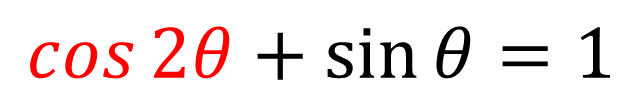 cos 2θ + sin θ = 1